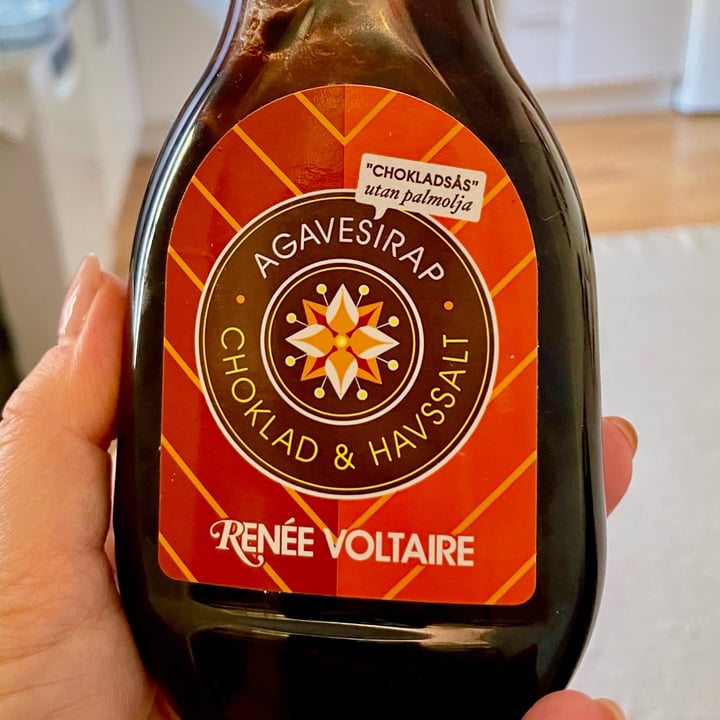 "CHOKLADSÅS"
utan palmolja
AGAVESIRAP
CHOKLAD & HAVSSALT
RENÉE VOLTAIRE